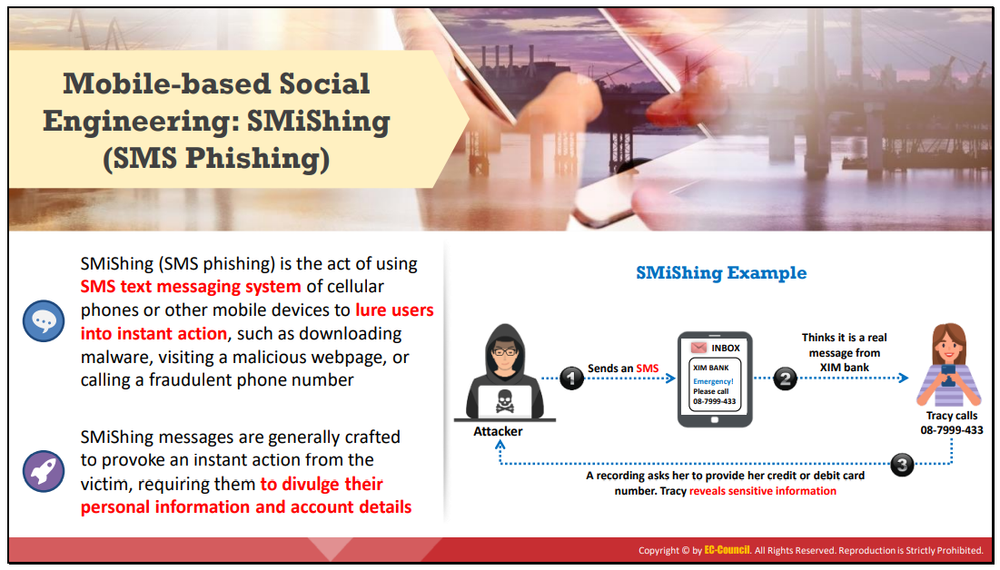 Mobile-based Social
Engineering: SMiShing
(SMS Phishing)
SMiShing (SMS phishing) is the act of using
SMS text messaging system of cellular
phones or other mobile devices to lure users
into instant action, such as downloading
malware, visiting a malicious webpage, or
calling a fraudulent phone number
SMiShing messages are generally crafted
to provoke an instant action from the
victim, requiring them to divulge their
personal information and account details
SMiShing Example
Attacker
1
Sends an SMS
INBOX
XIM BANK
Emergency!
Please call
08-7999-433
2
Thinks it is a real
message from
XIM bank
Tracy calls
08-7999-433
3
A recording asks her to provide her credit or debit card
number. Tracy reveals sensitive information
Copyright © by EC-Council. All Rights Reserved. Reproduction is Strictly Prohibited.